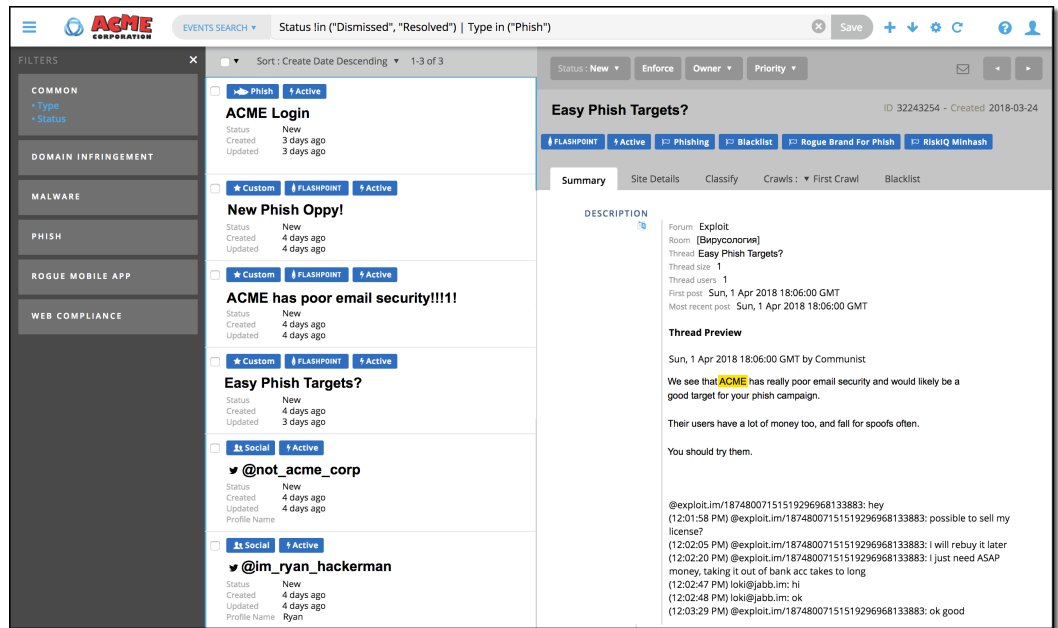 ACME
CORPORATION
EVENTS SEARCH ▾
Status !in ("Dismissed", "Resolved") | Type in ("Phish")
Save
FILTERS
COMMON
• Type
• Status
DOMAIN INFRINGEMENT
MALWARE
PHISH
ROGUE MOBILE APP
WEB COMPLIANCE
Sort : Create Date Descending ▾ 1-3 of 3
Phish Active
ACME Login
Status New
Created 3 days ago
Updated 3 days ago
Custom FLASHPOINT Active
New Phish Oppy!
Status New
Created 4 days ago
Updated 4 days ago
Custom FLASHPOINT Active
ACME has poor email security!!!1!
Status New
Created 4 days ago
Updated 4 days ago
Custom FLASHPOINT Active
Easy Phish Targets?
Status New
Created 4 days ago
Updated 3 days ago
Social Active
@not_acme_corp
Status New
Created 4 days ago
Updated 4 days ago
Profile Name
Social Active
@im_ryan_hackerman
Status New
Created 4 days ago
Updated 4 days ago
Profile Name Ryan
Status : New ▾ Enforce Owner ▾ Priority ▾
Easy Phish Targets?
ID 32243254 - Created 2018-03-24
FLASHPOINT Active Phishing Blacklist Rogue Brand For Phish RiskIQ Minhash
Summary Site Details Classify Crawls : ▾ First Crawl Blacklist
DESCRIPTION
Forum Exploit
Room [Вирусология]
Thread Easy Phish Targets?
Thread size 1
Thread users 1
First post Sun, 1 Apr 2018 18:06:00 GMT
Most recent post Sun, 1 Apr 2018 18:06:00 GMT
Thread Preview
Sun, 1 Apr 2018 18:06:00 GMT by Communist
We see that ACME has really poor email security and would likely be a
good target for your phish campaign.
Their users have a lot of money too, and fall for spoofs often.
You should try them.
@exploit.im/18748007151519296968133883: hey
(12:01:58 PM) @exploit.im/18748007151519296968133883: possible to sell my
license?
(12:02:05 PM) @exploit.im/18748007151519296968133883: I will rebuy it later
(12:02:20 PM) @exploit.im/18748007151519296968133883: I just need ASAP
money, taking it out of bank acc takes to long
(12:02:47 PM) loki@jabb.im: hi
(12:02:48 PM) loki@jabb.im: ok
(12:03:29 PM) @exploit.im/18748007151519296968133883: ok good